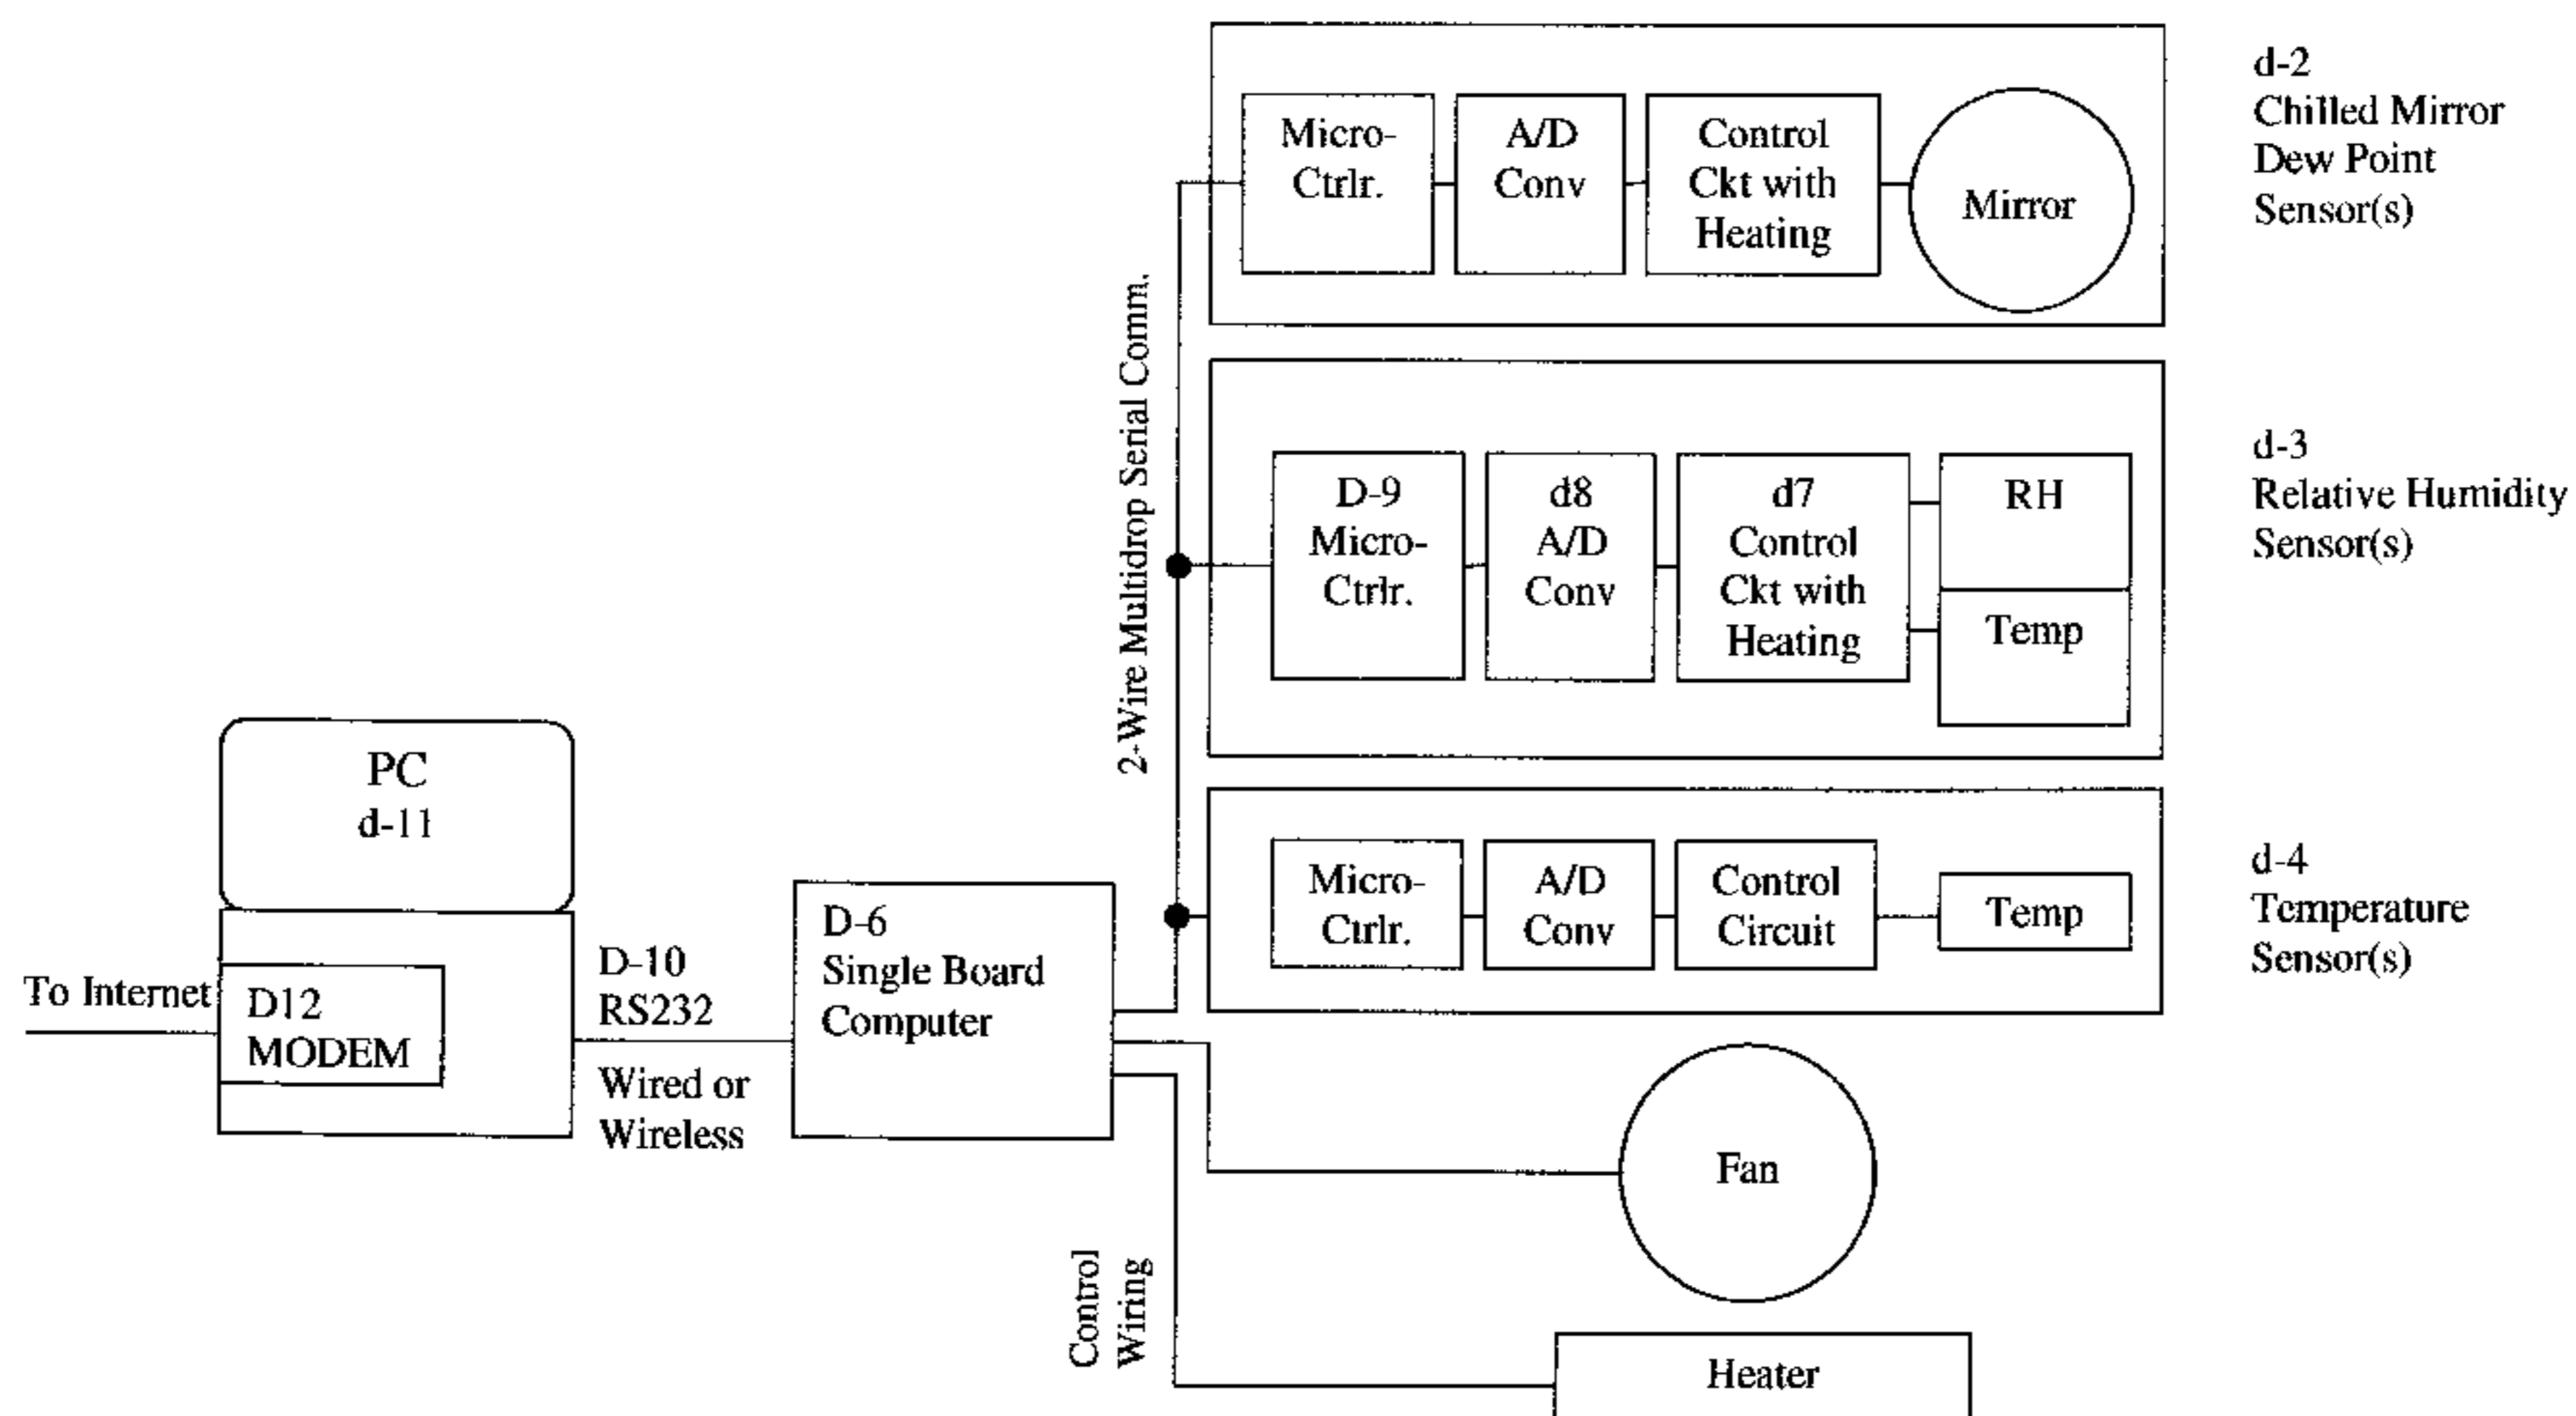 Micro-
Ctrlr.
A/D
Conv
Control
Ckt with
Heating
Mirror
d-2
Chilled Mirror
Dew Point
Sensor(s)
2-Wire Multidrop Serial Comm.
D-9
Micro-
Ctrlr.
d8
A/D
Conv
d7
Control
Ckt with
Heating
RH
Temp
d-3
Relative Humidity
Sensor(s)
Micro-
Ctrlr.
A/D
Conv
Control
Circuit
Temp
d-4
Temperature
Sensor(s)
PC
d-11
To Internet
D12
MODEM
D-10
RS232
Wired or
Wireless
D-6
Single Board
Computer
Fan
Control
Wiring
Heater